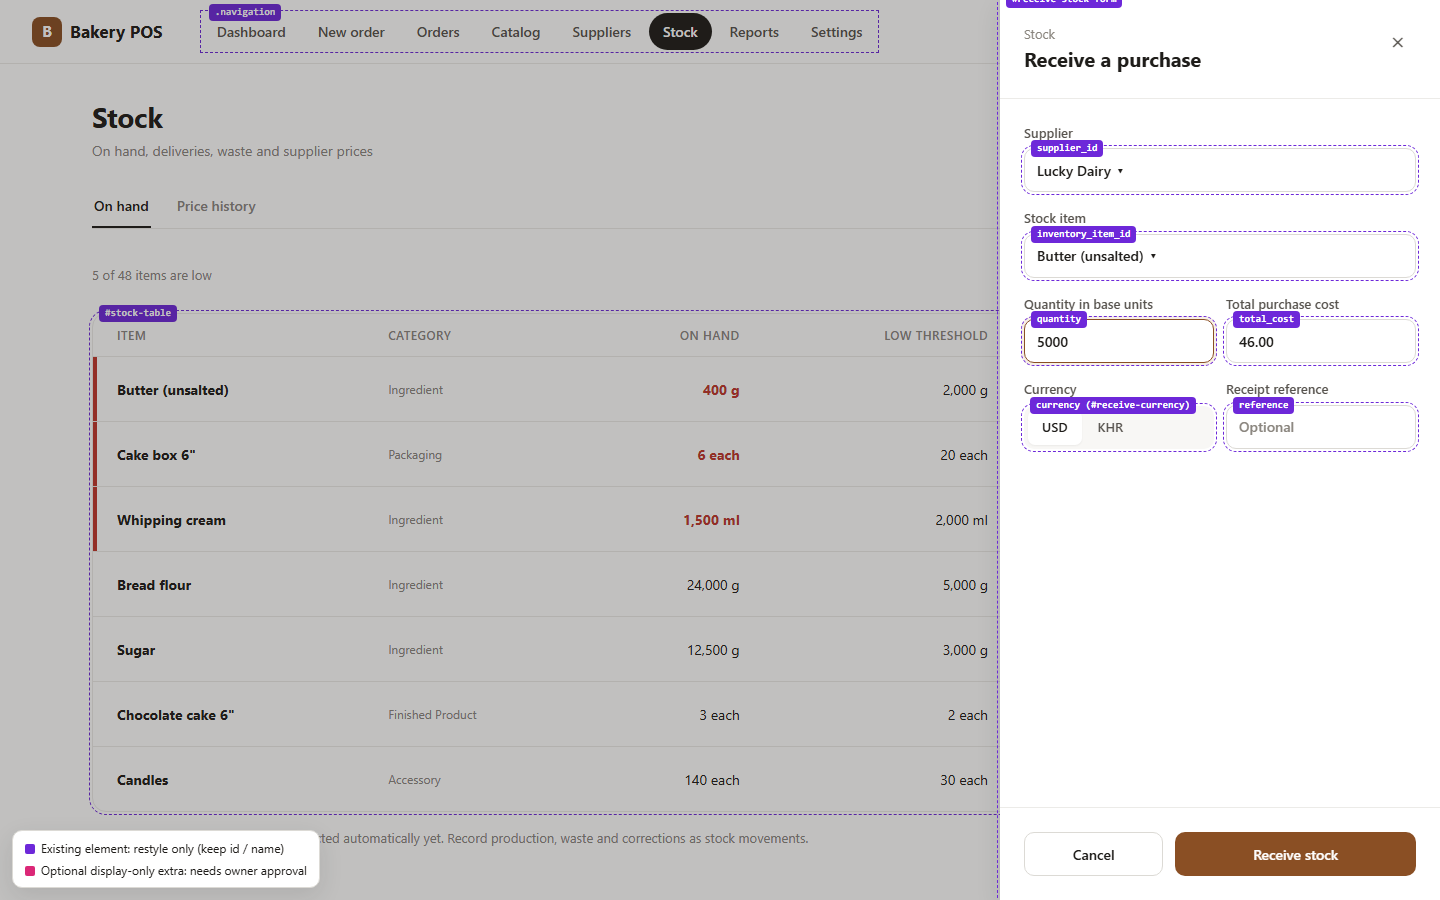 .navigation
B Bakery POS Dashboard New order Orders Catalog Suppliers Stock Reports Settings
Stock
On hand, deliveries, waste and supplier prices
On hand Price history
5 of 48 items are low
#stock-table
ITEM CATEGORY ON HAND LOW THRESHOLD
Butter (unsalted) Ingredient 400 g 2,000 g
Cake box 6" Packaging 6 each 20 each
Whipping cream Ingredient 1,500 ml 2,000 ml
Bread flour Ingredient 24,000 g 5,000 g
Sugar Ingredient 12,500 g 3,000 g
Chocolate cake 6" Finished Product 3 each 2 each
Candles Accessory 140 each 30 each
automatically yet. Record production, waste and corrections as stock movements.
Existing element: restyle only (keep id / name)
Optional display-only extra: needs owner approval
Stock
Receive a purchase
Supplier
supplier_id
Lucky Dairy
Stock item
inventory_item_id
Butter (unsalted)
Quantity in base units Total purchase cost
quantity total_cost
5000 46.00
Currency Receipt reference
currency (#receive-currency) reference
USD KHR Optional
Cancel Receive stock